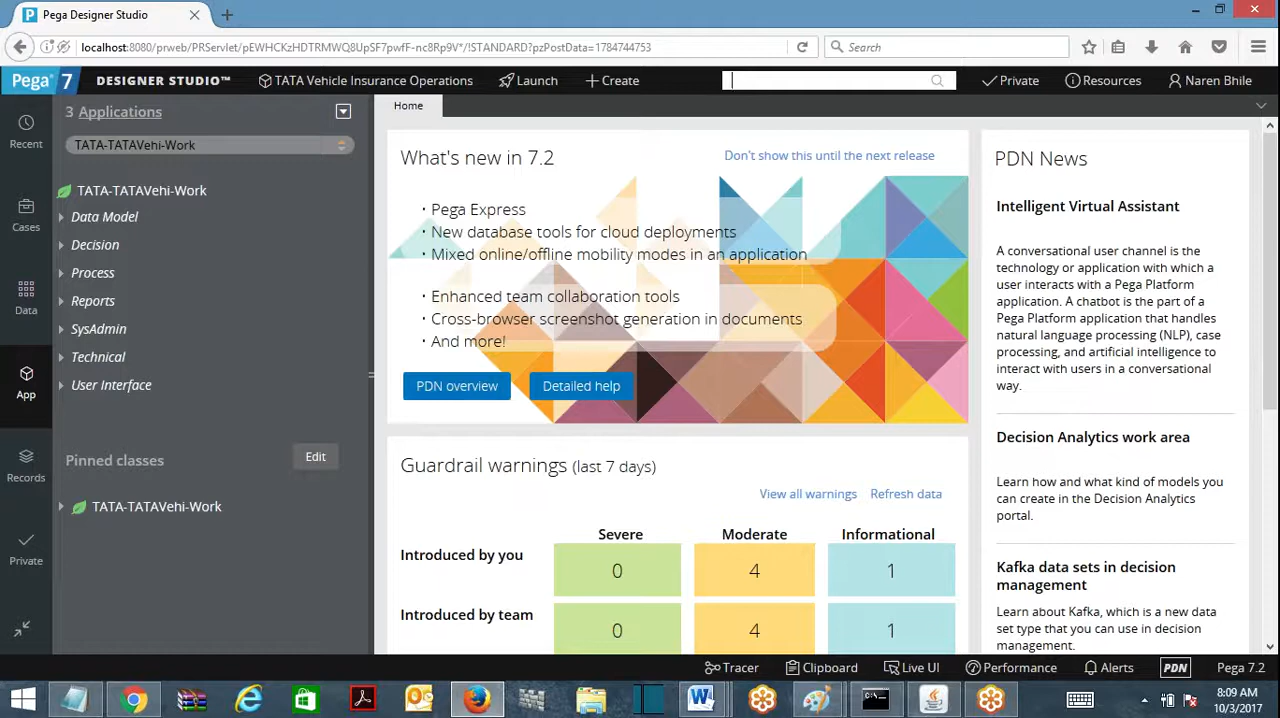 Pega Designer Studio
localhost:8080/prweb/PRServlet/pEWHCKzHDTRMWQ8UpSF7pwfF-nc8Rp9V*/!STANDARD?pzPostData=1784744753
Search
Pega 7
DESIGNER STUDIO™
TATA Vehicle Insurance Operations
Launch
Create
Private
Resources
Naren Bhile
Recent
Cases
Data
App
Records
Private
3 Applications
TATA-TATAVehi-Work
TATA-TATAVehi-Work
Data Model
Decision
Process
Reports
SysAdmin
Technical
User Interface
Pinned classes
Edit
TATA-TATAVehi-Work
Home
What's new in 7.2
Don't show this until the next release
· Pega Express
· New database tools for cloud deployments
· Mixed online/offline mobility modes in an application
· Enhanced team collaboration tools
· Cross-browser screenshot generation in documents
· And more!
PDN overview
Detailed help
Guardrail warnings (last 7 days)
View all warnings
Refresh data
Severe Moderate Informational
Introduced by you 0 4 1
Introduced by team 0 4 1
PDN News
Intelligent Virtual Assistant
A conversational user channel is the
technology or application with which a
user interacts with a Pega Platform
application. A chatbot is the part of a
Pega Platform application that handles
natural language processing (NLP), case
processing, and artificial intelligence to
interact with users in a conversational
way.
Decision Analytics work area
Learn how and what kind of models you
can create in the Decision Analytics
portal.
Kafka data sets in decision
management
Learn about Kafka, which is a new data
set type that you can use in decision
management.
Tracer
Clipboard
Live UI
Performance
Alerts
PDN
Pega 7.2
8:09 AM
10/3/2017